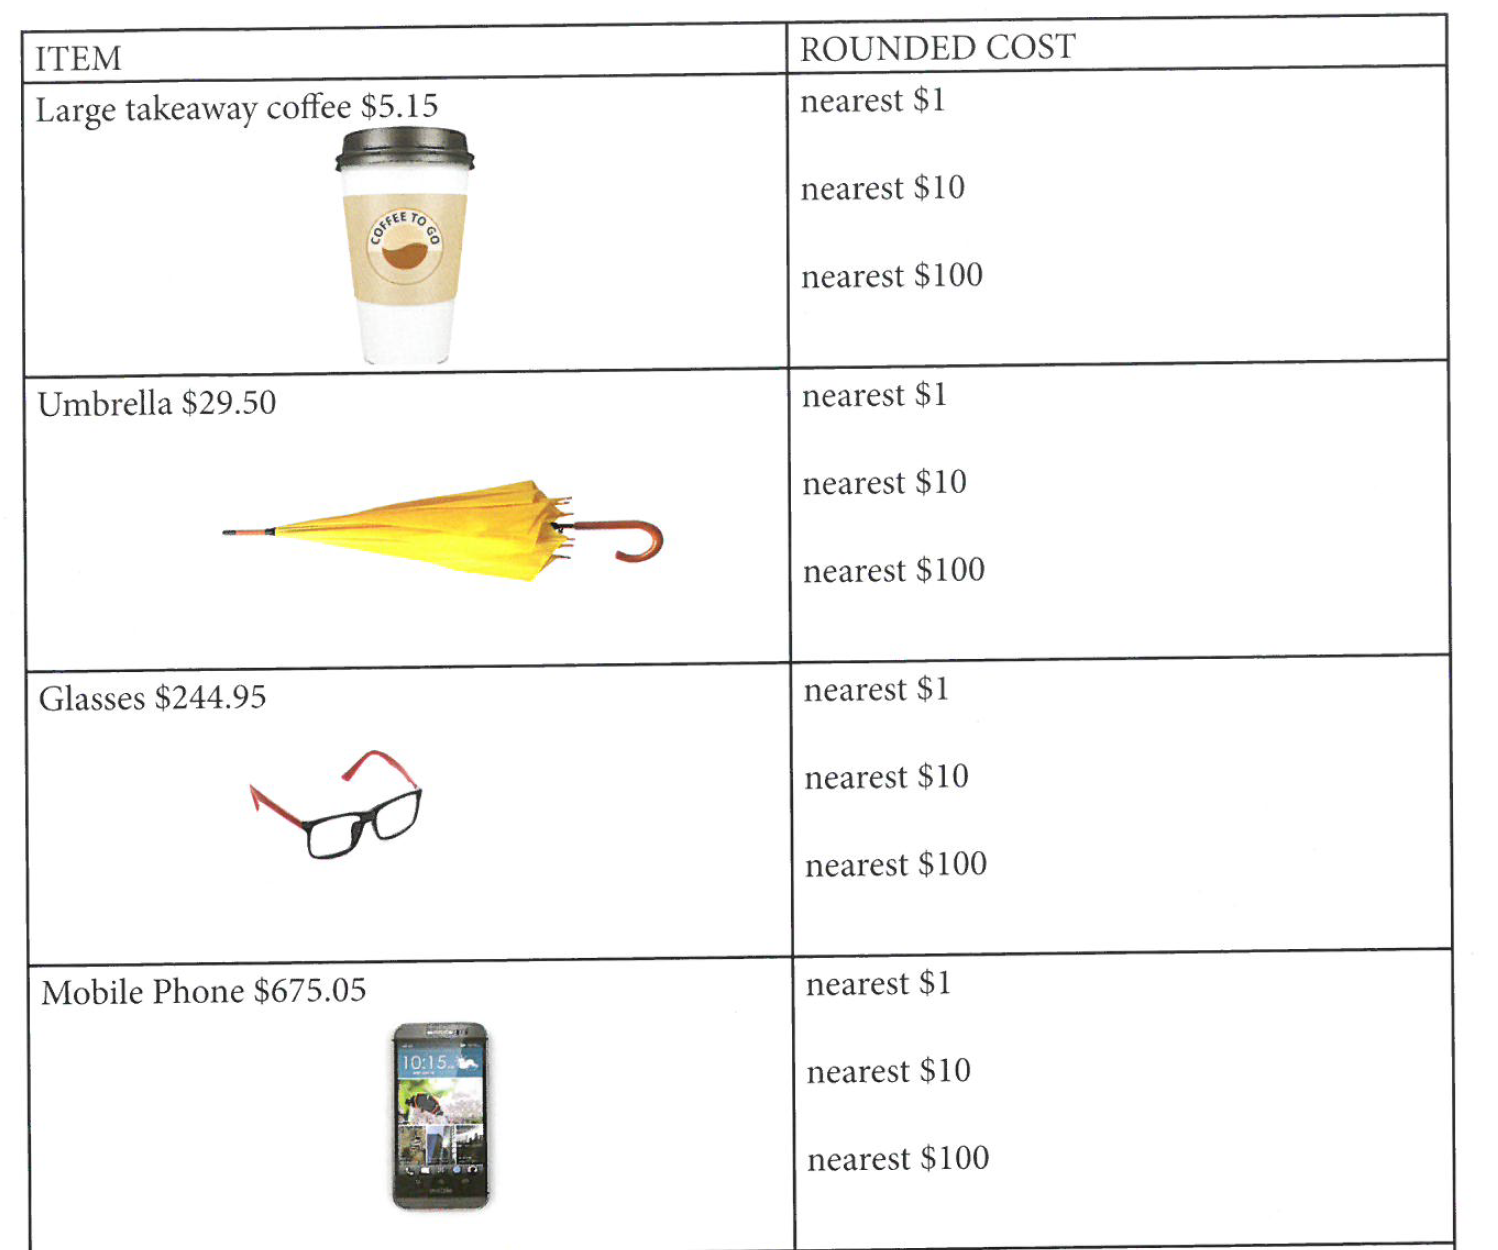 ITEM
ROUNDED COST
Large takeaway coffee $5.15
COFFEE TO GO
nearest $1
nearest $10
nearest $100
Umbrella $29.50
nearest $1
nearest $10
nearest $100
Glasses $244.95
nearest $1
nearest $10
nearest $100
Mobile Phone $675.05
10:15
nearest $1
nearest $10
nearest $100